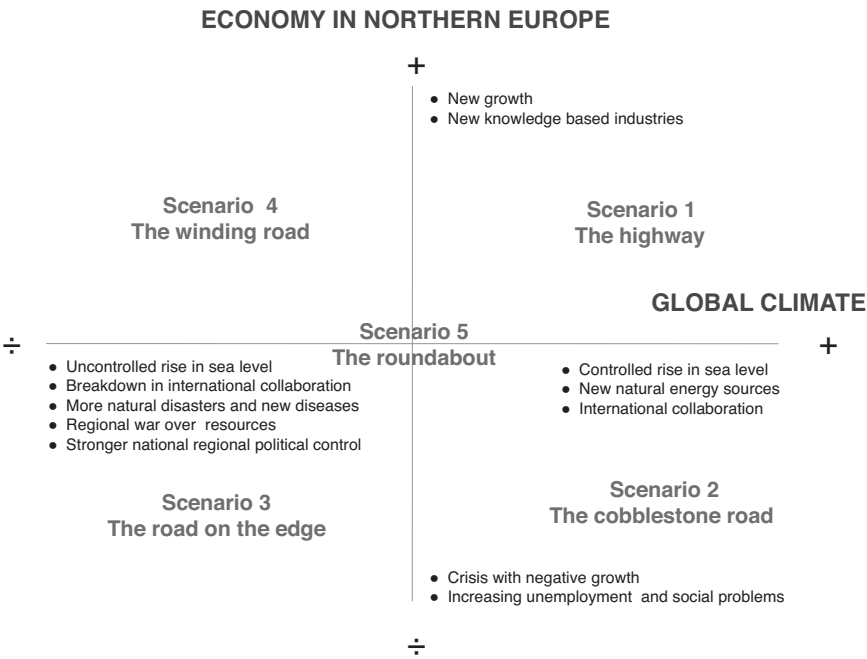 ECONOMY IN NORTHERN EUROPE
+
● New growth
● New knowledge based industries
Scenario 4
The winding road
Scenario 1
The highway
GLOBAL CLIMATE
÷
Scenario 5
The roundabout
+
● Uncontrolled rise in sea level
● Breakdown in international collaboration
● More natural disasters and new diseases
● Regional war over resources
● Stronger national regional political control
● Controlled rise in sea level
● New natural energy sources
● International collaboration
Scenario 3
The road on the edge
Scenario 2
The cobblestone road
● Crisis with negative growth
● Increasing unemployment and social problems
÷